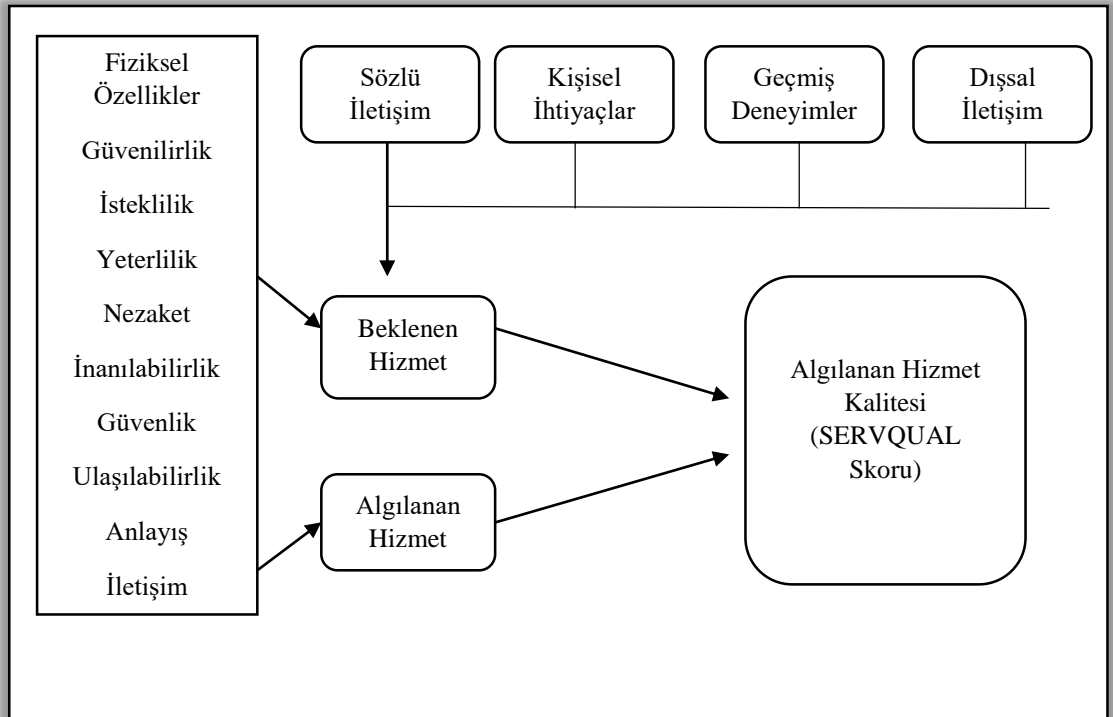 Fiziksel
Özellikler
Güvenilirlik
İsteklilik
Yeterlilik
Nezaket
İnanılabilirlik
Güvenlik
Ulaşılabilirlik
Anlayış
İletişim
Sözlü
İletişim
Kişisel
İhtiyaçlar
Geçmiş
Deneyimler
Dışsal
İletişim
Beklenen
Hizmet
Algılanan
Hizmet
Algılanan Hizmet
Kalitesi
(SERVQUAL
Skoru)